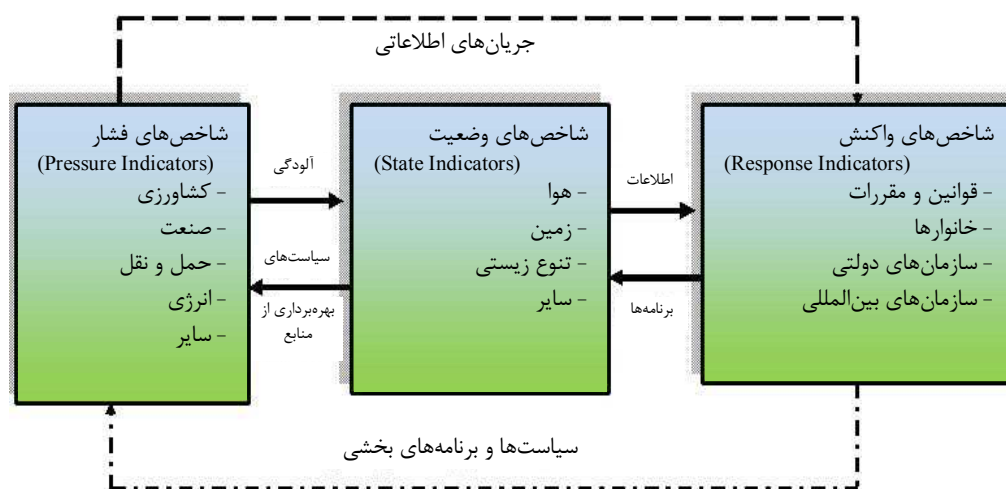 جریان‌های اطلاعاتی
شاخص‌های فشار
(Pressure Indicators)
- کشاورزی
- صنعت
- حمل و نقل
- انرژی
- سایر
آلودگی
سیاست‌های
بهره‌برداری از
منابع
شاخص‌های وضعیت
(State Indicators)
- هوا
- زمین
- تنوع زیستی
- سایر
اطلاعات
برنامه‌ها
شاخص‌های واکنش
(Response Indicators)
- قوانین و مقررات
- خانوارها
- سازمان‌های دولتی
- سازمان‌های بین‌المللی
سیاست‌ها و برنامه‌های بخشی